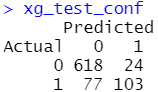 > xg_test_conf
Predicted
Actual 0 1
0 618 24
1 77 103